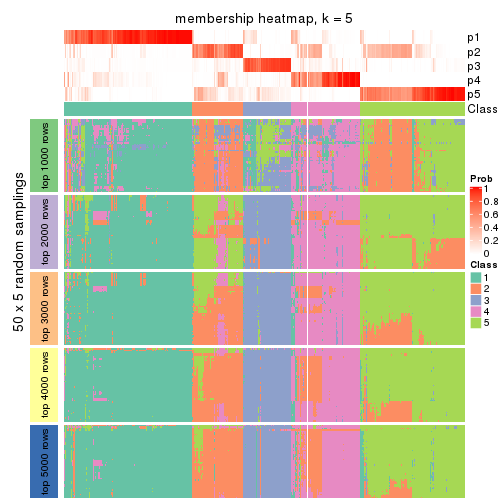 membership heatmap, k = 5
p1
p2
p3
p4
p5
Class
50 x 5 random samplings
top 1000 rows
top 2000 rows
top 3000 rows
top 4000 rows
top 5000 rows
Prob
1
0.8
0.6
0.4
0.2
0
Class
1
2
3
4
5